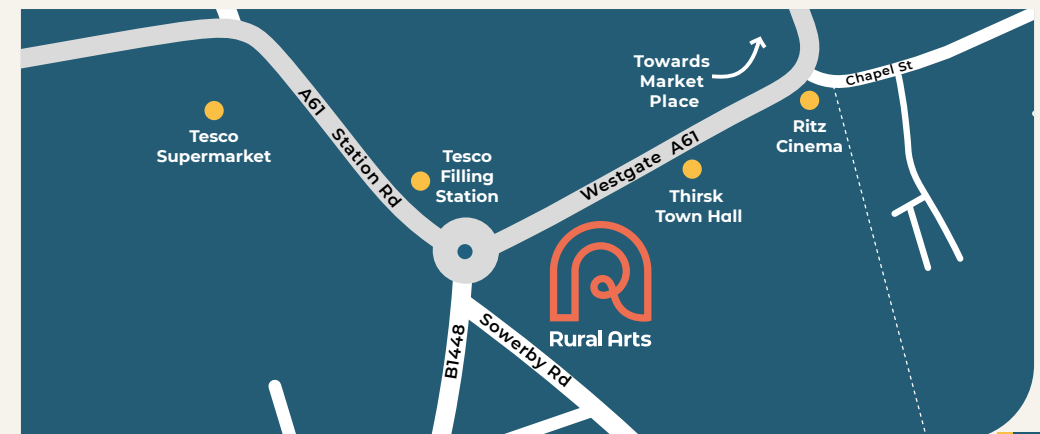 Towards
Market
Place
Chapel St
A61
Station Rd
Tesco
Supermarket
Tesco
Filling
Station
Westgate A61
Ritz
Cinema
Thirsk
Town Hall
Rural Arts
B1448
Sowerby Rd